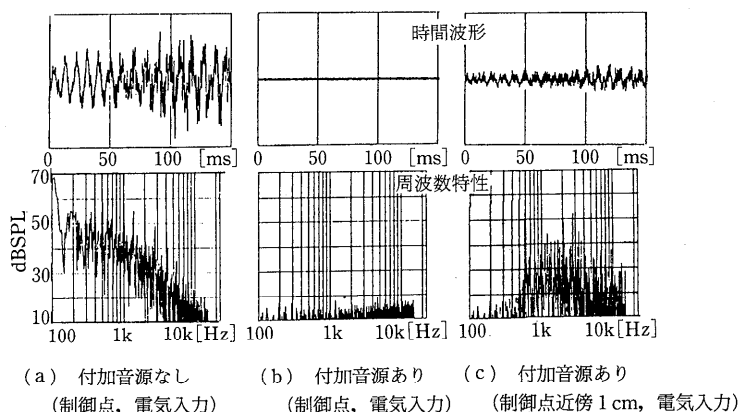 時間波形
0 50 100 [ms]
0 50 100 [ms]
0 50 100 [ms]
周波数特性
dBSPL
70
50
30
10
100 1k 10k[Hz]
100 1k 10k[Hz]
100 1k 10k[Hz]
(a) 付加音源なし
(制御点，電気入力)
(b) 付加音源あり
(制御点，電気入力)
(c) 付加音源あり
(制御点近傍1cm，電気入力)